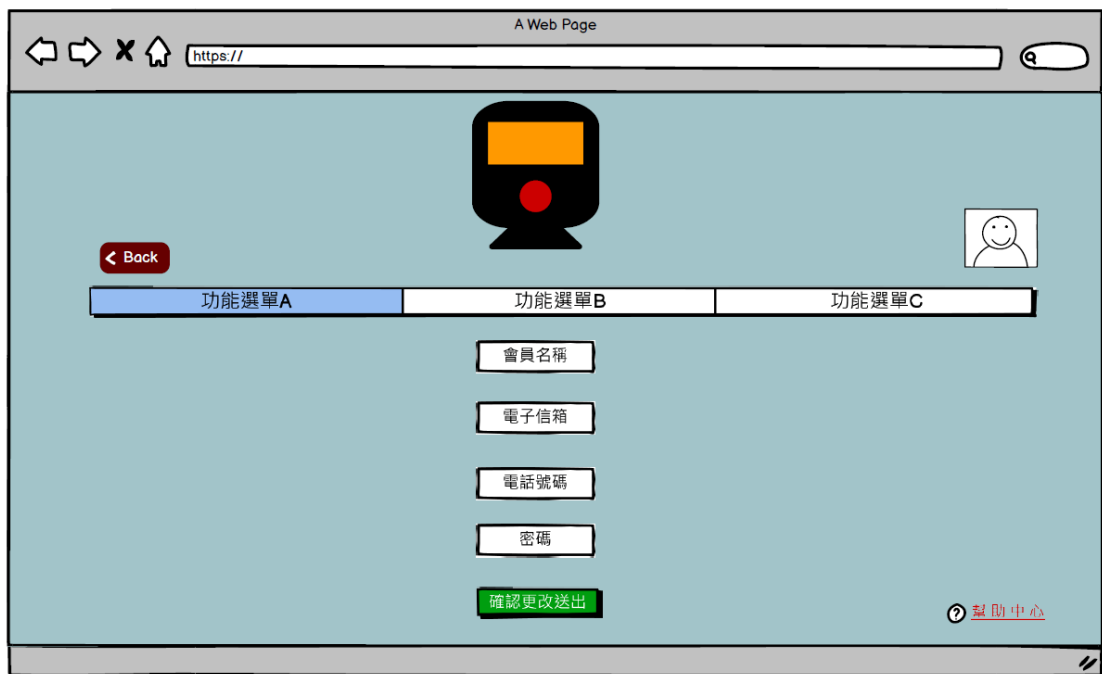 A Web Page
https://
Back
功能選單A
功能選單B
功能選單C
會員名稱
電子信箱
電話號碼
密碼
確認更改送出
幫助中心